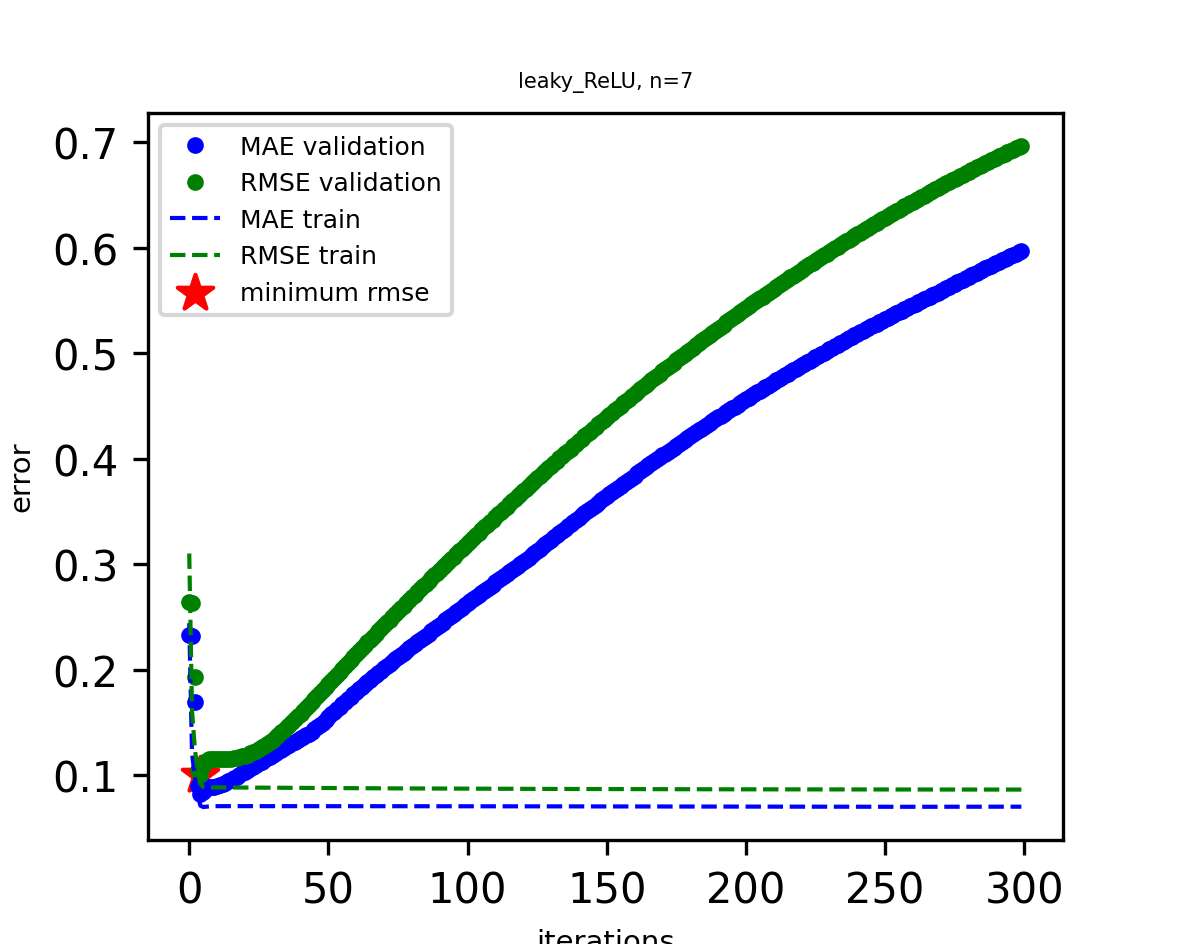 leaky_ReLU, n=7
0.7
0.6
0.5
0.4
0.3
0.2
0.1
error
MAE validation
RMSE validation
MAE train
RMSE train
minimum rmse
0 50 100 150 200 250 300
iterations